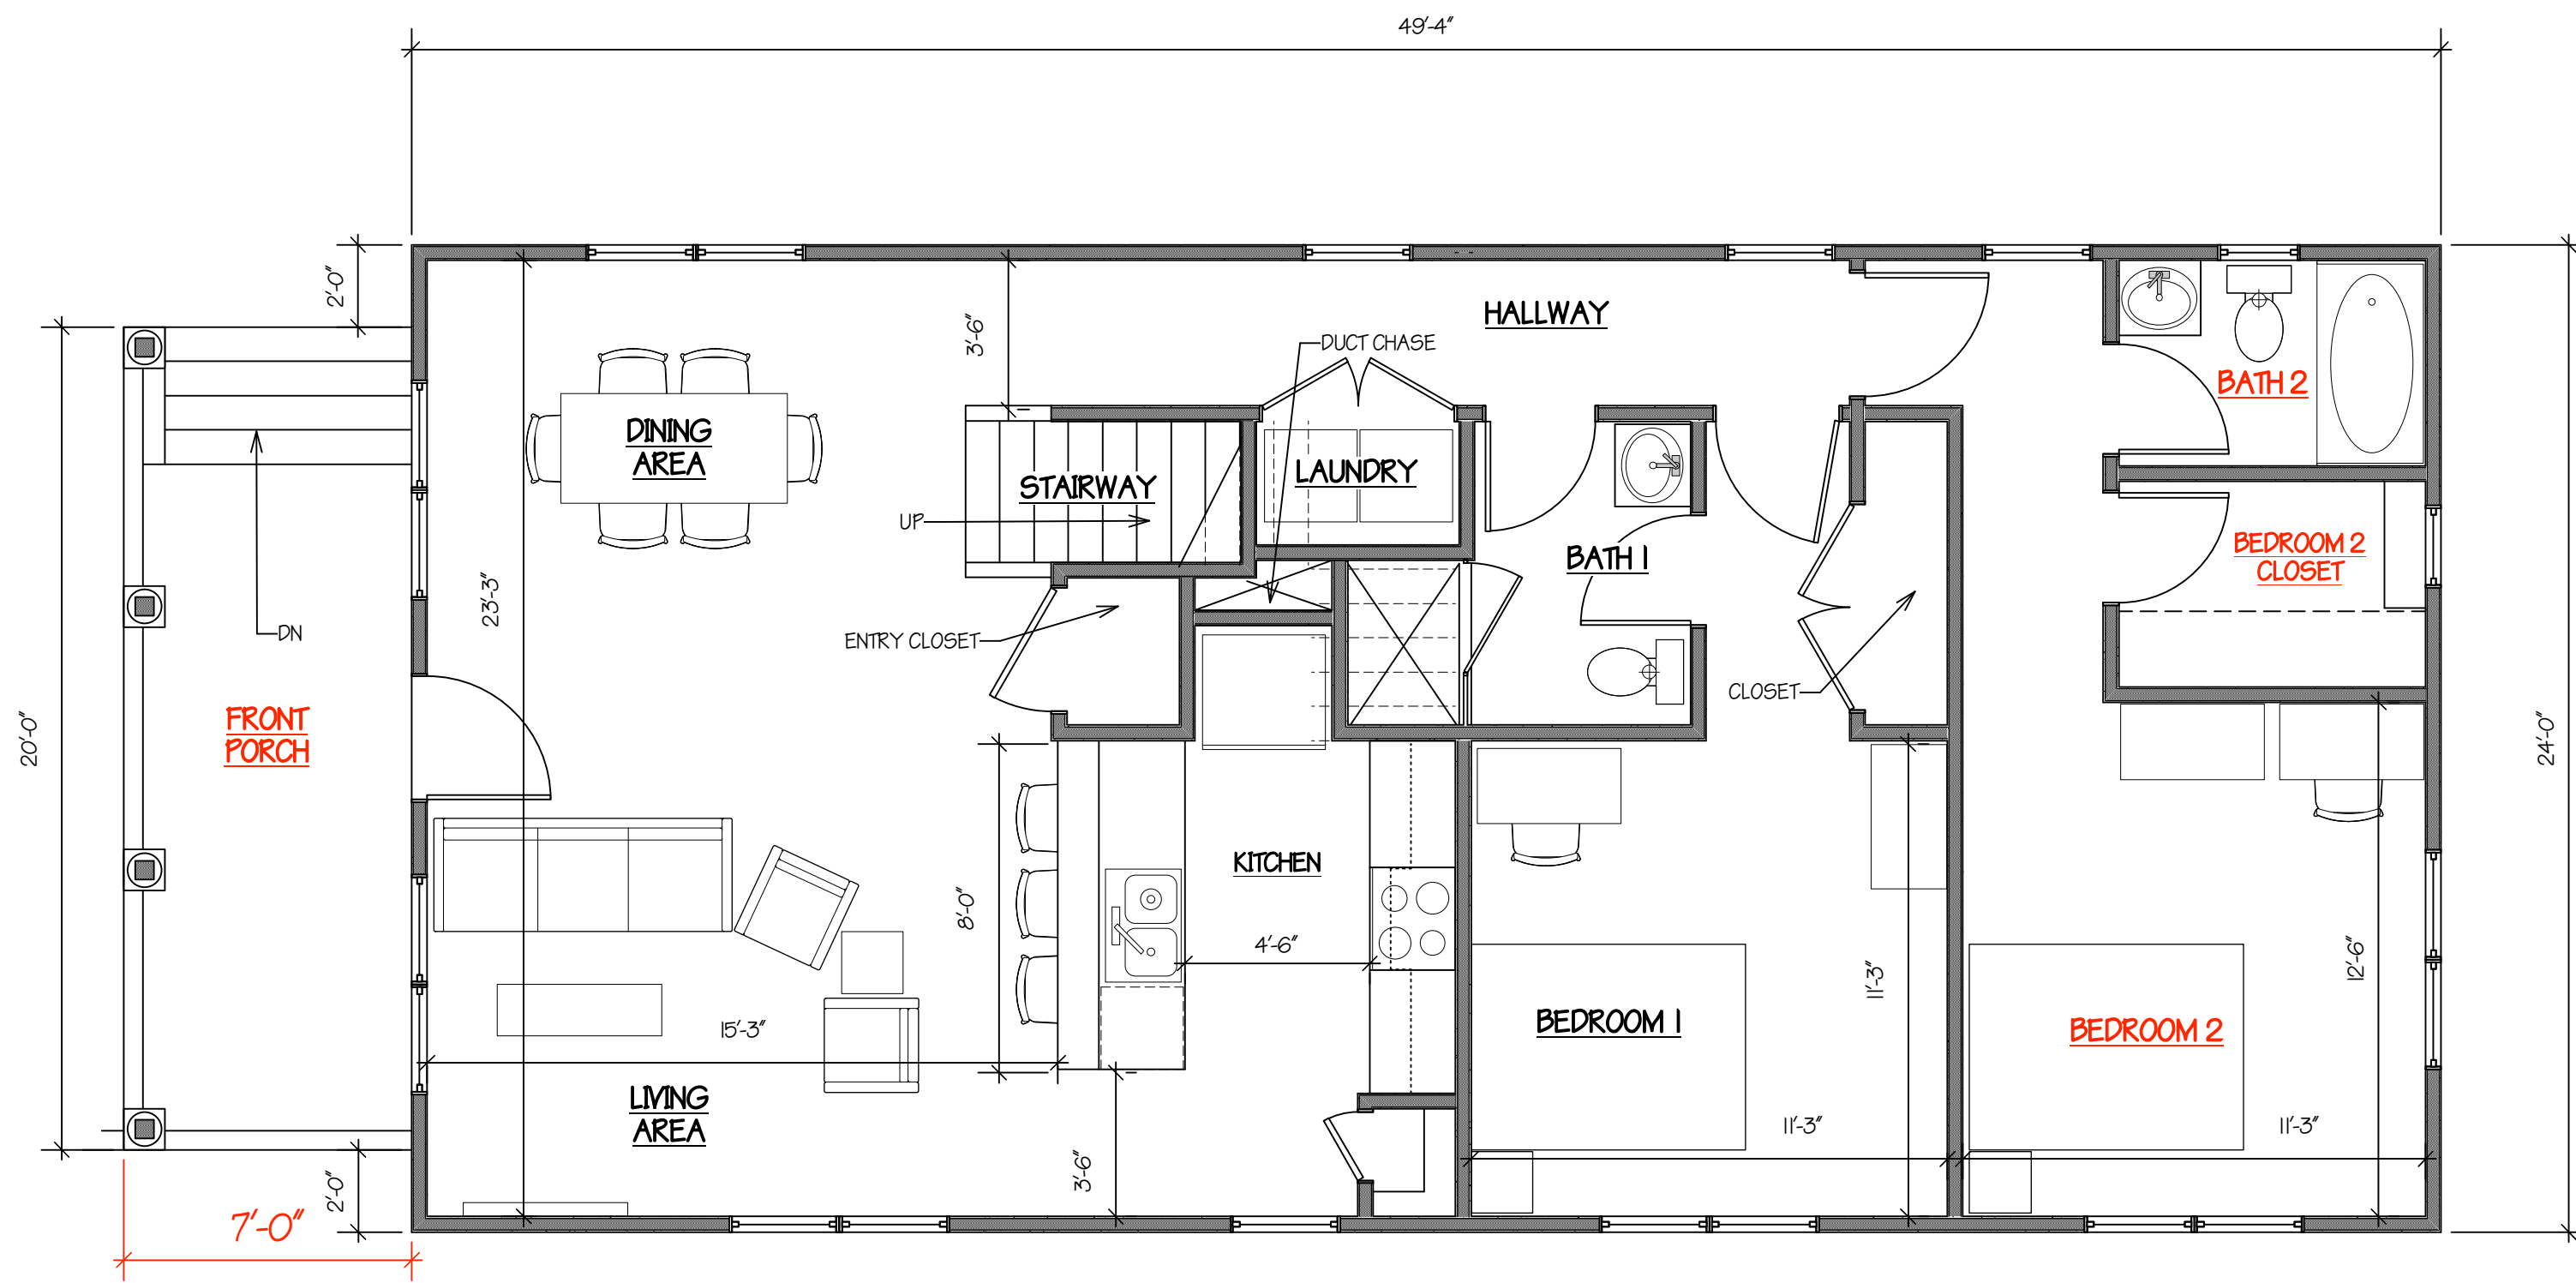 49'-4"
2'-0"
HALLWAY
3'-6"
DUCT CHASE
BATH 2
DINING
AREA
LAUNDRY
STAIRWAY
UP
BATH 1
BEDROOM 2
CLOSET
23'-3"
DN
ENTRY CLOSET
CLOSET
20'-0"
FRONT
PORCH
24'-0"
KITCHEN
8'-0"
4'-6"
11'-3"
12'-6"
15'-3"
BEDROOM 1
BEDROOM 2
LIVING
AREA
11'-3"
11'-3"
3'-6"
2'-0"
7'-0"